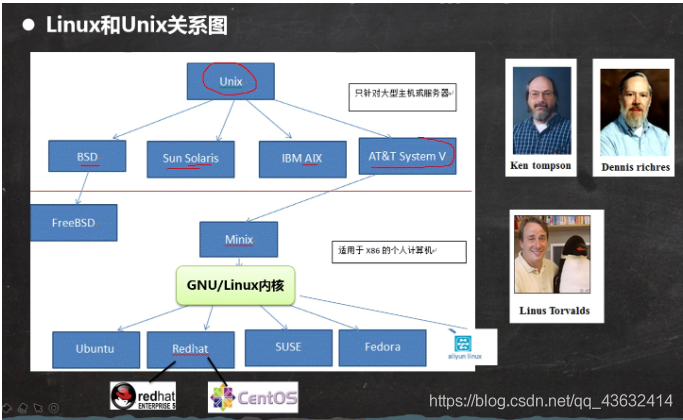 Linux和Unix关系图
Unix
只针对大型主机或服务器
BSD
Sun Solaris
IBM AIX
AT&T System V
Ken tompson
Dennis richres
FreeBSD
Minix
适用于 X86 的个人计算机
GNU/Linux内核
Linus Torvalds
Ubuntu
Redhat
SUSE
Fedora
aliyun linux
redhat
ENTERPRISE 5
CentOS
https://blog.csdn.net/qq_43632414